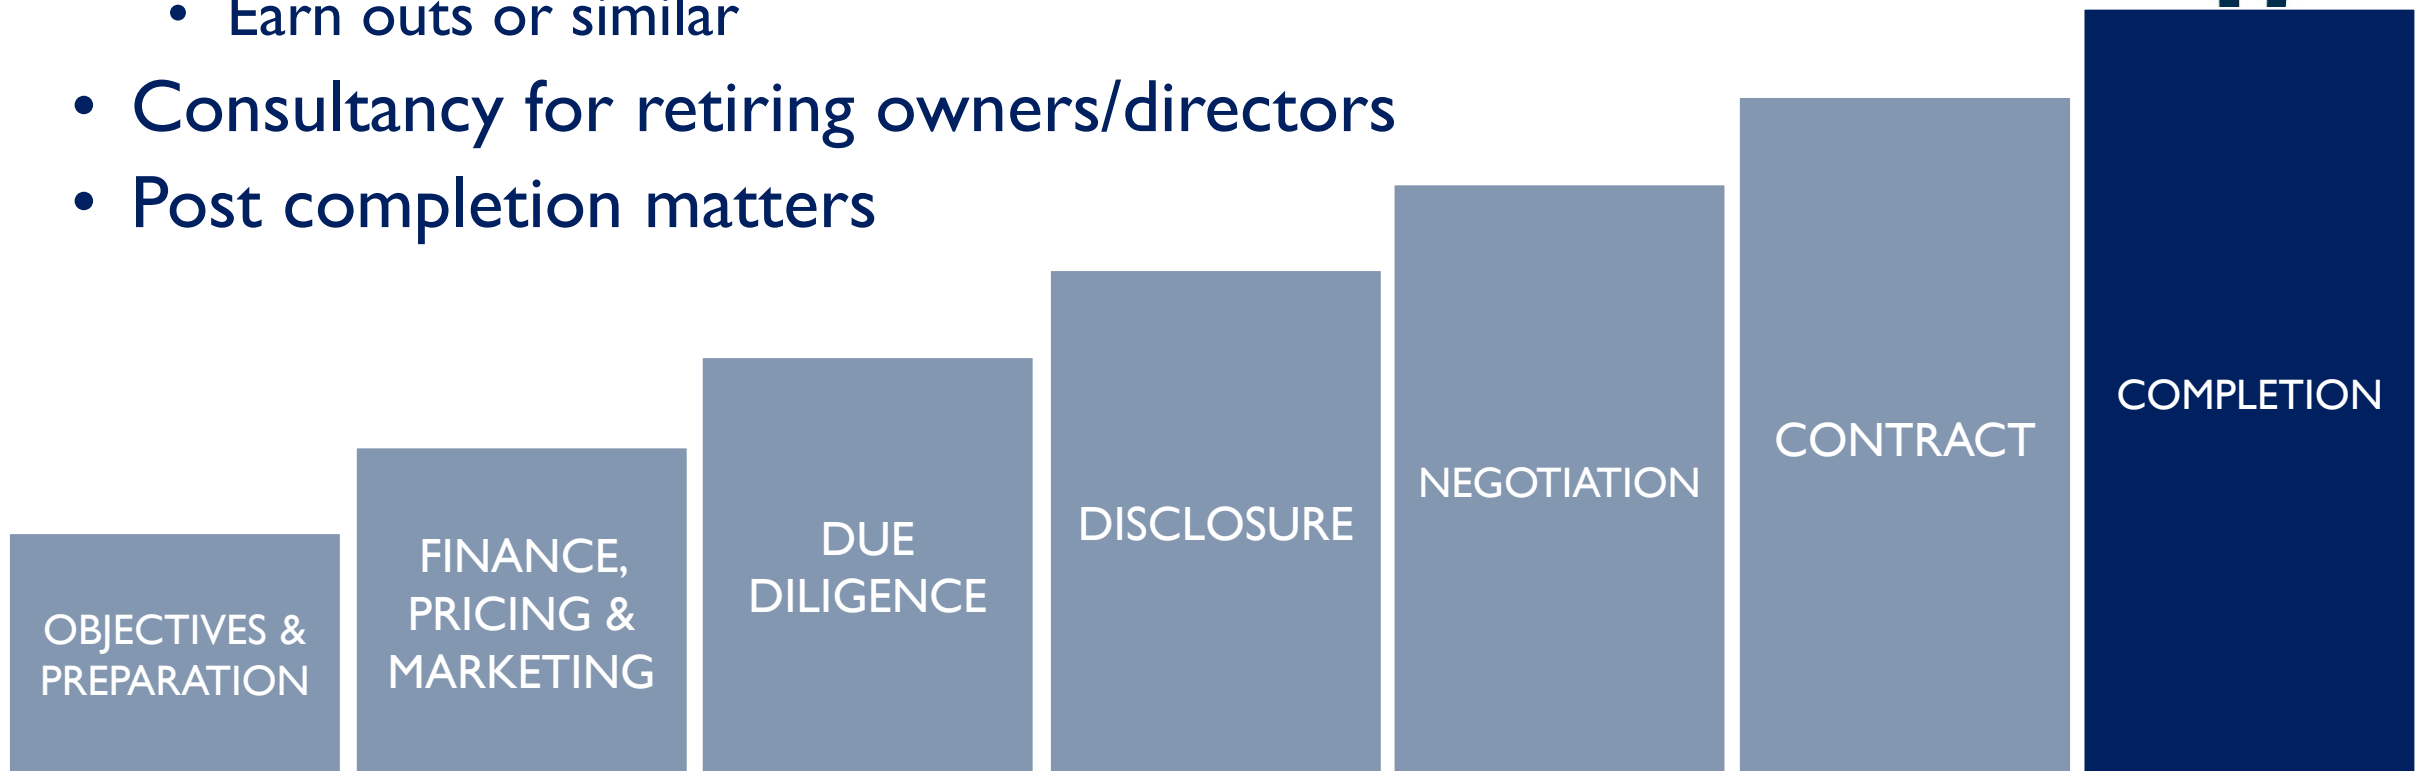 • Earn outs or similar
• Consultancy for retiring owners/directors
• Post completion matters
OBJECTIVES &
PREPARATION
FINANCE,
PRICING &
MARKETING
DUE
DILIGENCE
DISCLOSURE
NEGOTIATION
CONTRACT
COMPLETION